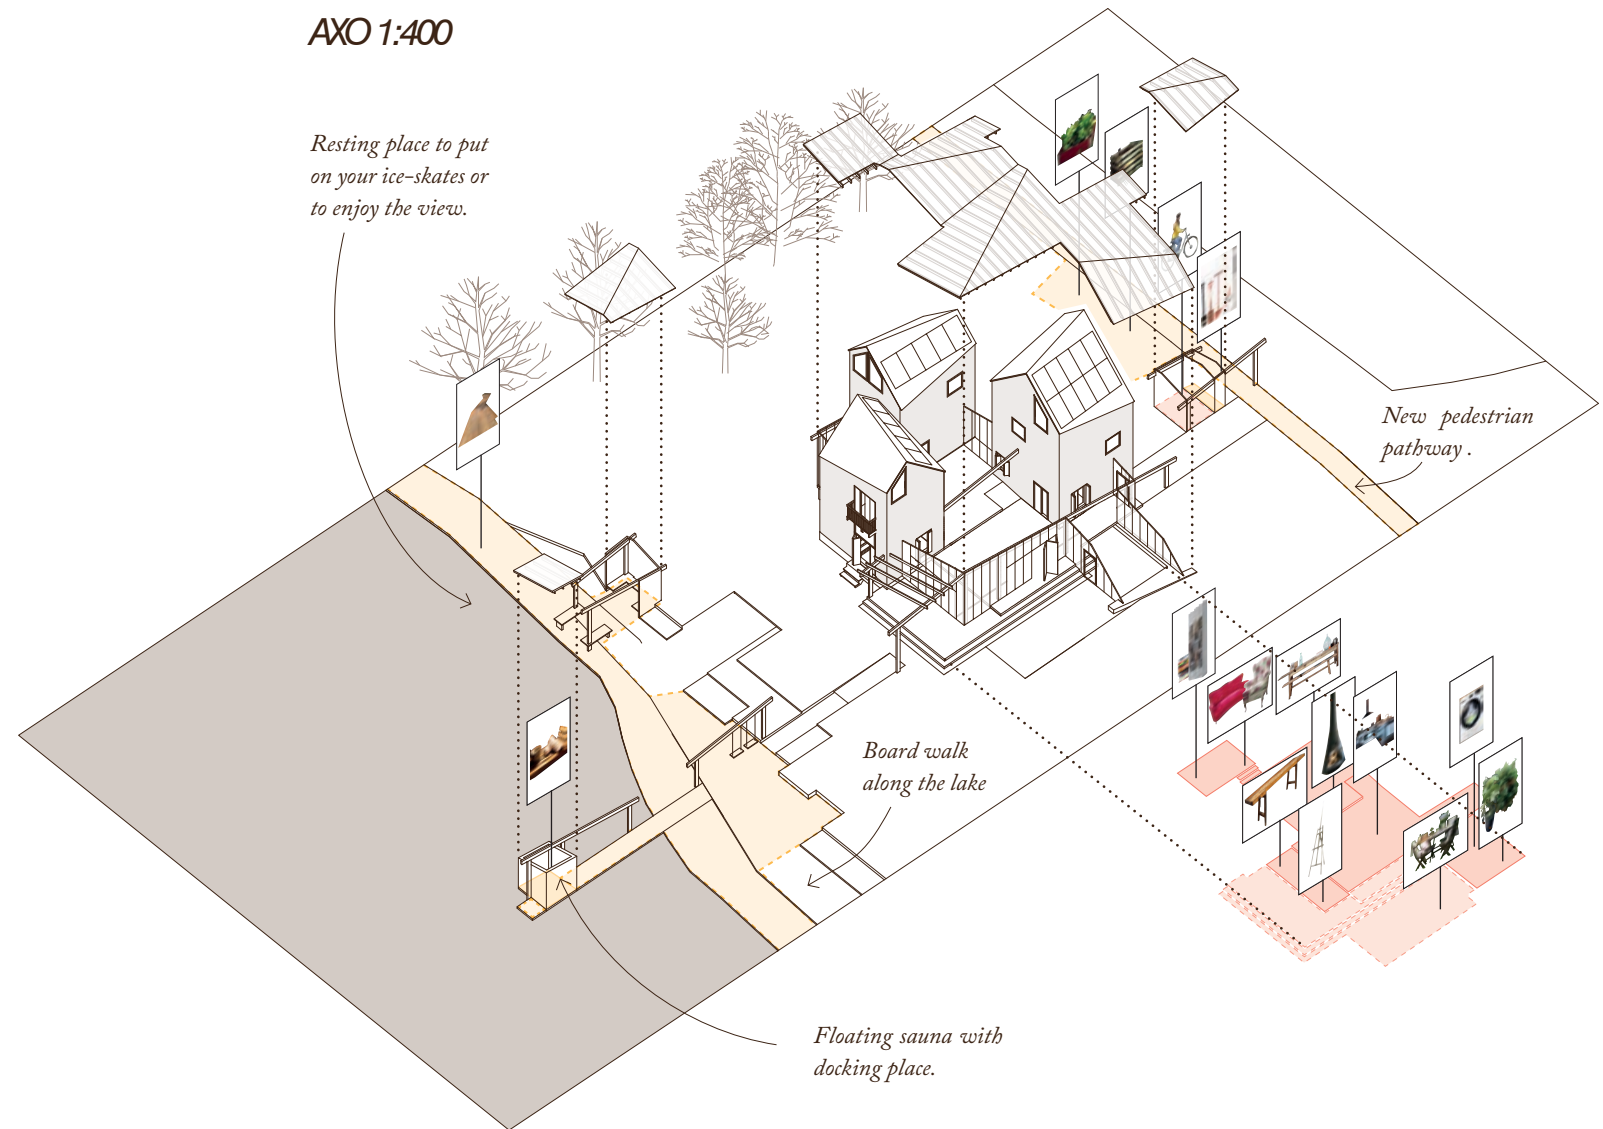 AXO 1:400
Resting place to put
on your ice-skates or
to enjoy the view.
New pedestrian
pathway .
Board walk
along the lake
Floating sauna with
docking place.